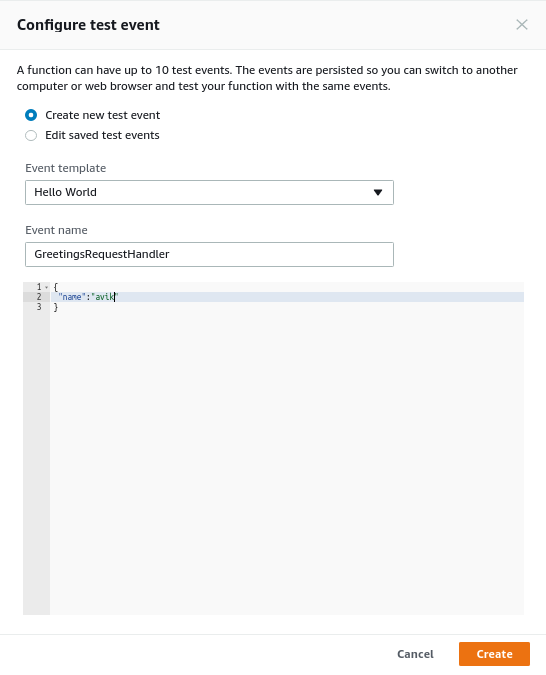 Configure test event
A function can have up to 10 test events. The events are persisted so you can switch to another
computer or web browser and test your function with the same events.
Create new test event
Edit saved test events
Event template
Hello World
Event name
GreetingsRequestHandler
1 {
2 "name":"avik"
3 }
Cancel Create